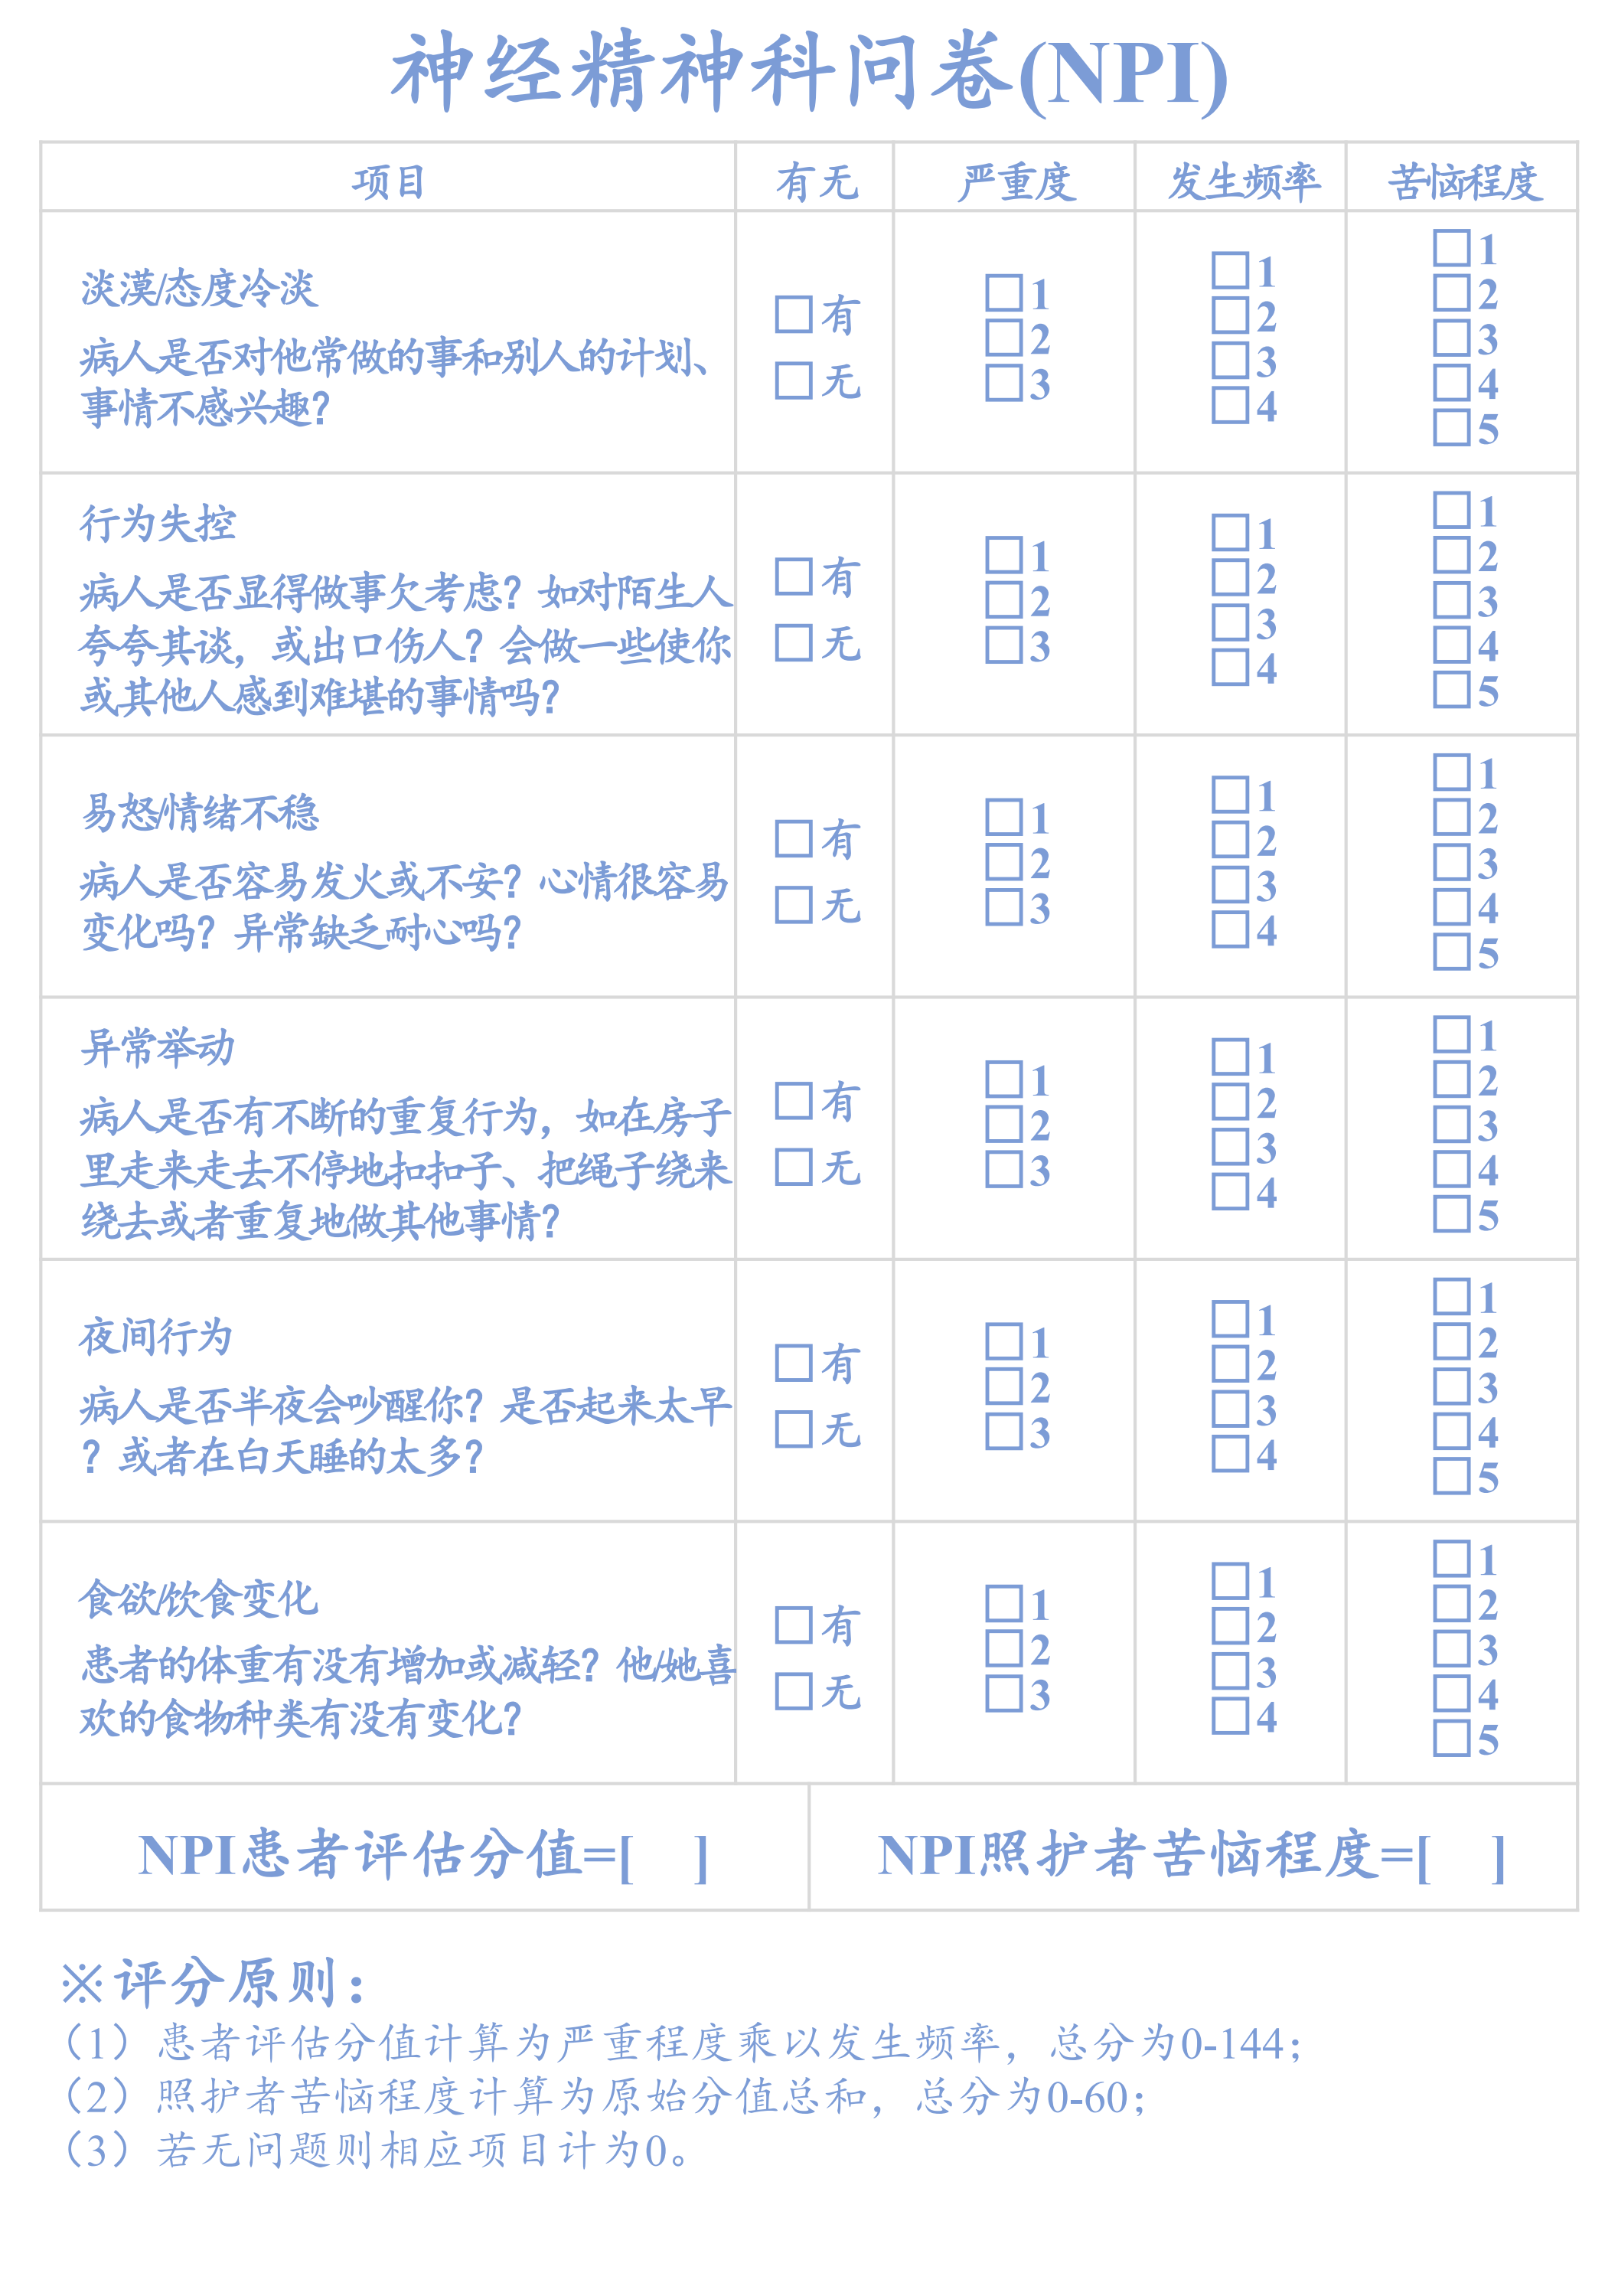 神经精神科问卷(NPI)
项目 有无 严重度 发生频率 苦恼程度
淡漠/态度冷淡
病人是否对他常做的事和别人的计划、
事情不感兴趣？
□有
□无
□1
□2
□3
□1
□2
□3
□4
□1
□2
□3
□4
□5
行为失控
病人是否显得做事欠考虑？如对陌生人
夸夸其谈，或出口伤人？会做一些使你
或其他人感到难堪的事情吗？
□有
□无
□1
□2
□3
□1
□2
□3
□4
□1
□2
□3
□4
□5
易怒/情绪不稳
病人是否容易发火或不安？心情很容易
变化吗？异常缺乏耐心吗？
□有
□无
□1
□2
□3
□1
□2
□3
□4
□1
□2
□3
□4
□5
异常举动
病人是否有不断的重复行为，如在房子
里走来走去不停地扣扣子、把绳子绕来
绕去或者重复地做其他事情？
□有
□无
□1
□2
□3
□1
□2
□3
□4
□1
□2
□3
□4
□5
夜间行为
病人是否半夜会吵醒你？是否起来太早
？或者在白天睡的太多？
□有
□无
□1
□2
□3
□1
□2
□3
□4
□1
□2
□3
□4
□5
食欲/饮食变化
患者的体重有没有增加或减轻？他/她喜
欢的食物种类有没有变化？
□有
□无
□1
□2
□3
□1
□2
□3
□4
□1
□2
□3
□4
□5
NPI患者评估分值=[ ] NPI照护者苦恼程度=[ ]
※评分原则：
（1）患者评估分值计算为严重程度乘以发生频率，总分为0-144；
（2）照护者苦恼程度计算为原始分值总和，总分为0-60；
（3）若无问题则相应项目计为0。